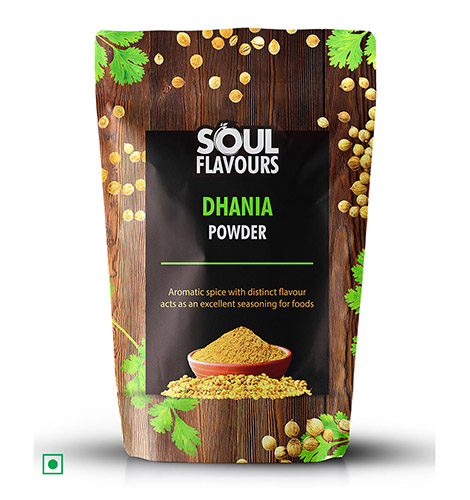 SOUL
FLAVOURS
DHANIA
POWDER
Aromatic spice with distinct flavour
acts as an excellent seasoning for foods